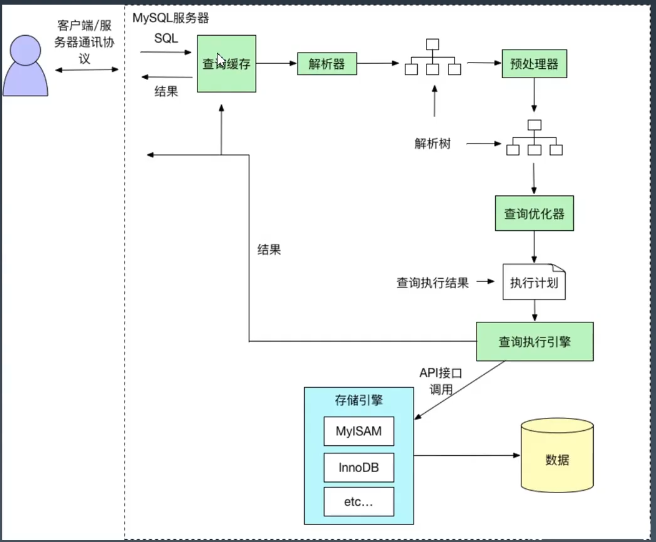 MySQL服务器
客户端/服
务器通讯协
议
SQL
结果
查询缓存
解析器
预处理器
解析树
查询优化器
结果
查询执行结果
执行计划
查询执行引擎
API接口
调用
存储引擎
MyISAM
InnoDB
etc...
数据